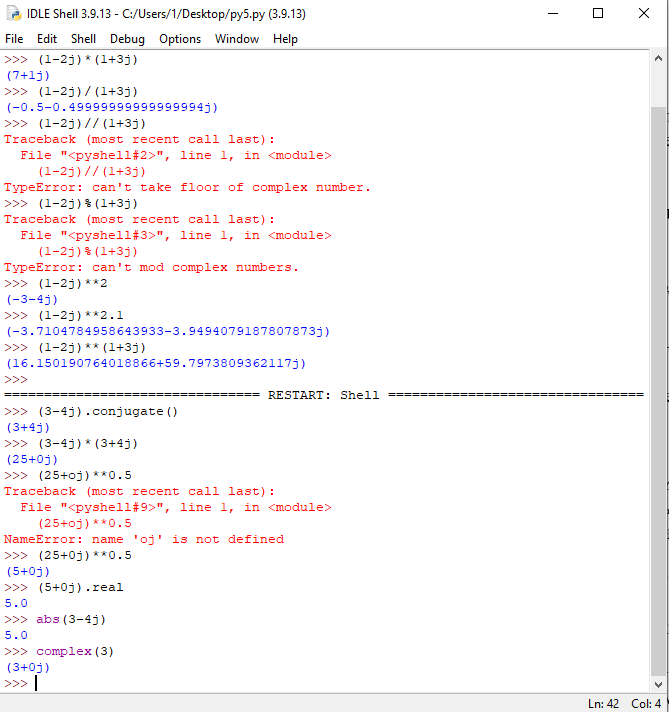 IDLE Shell 3.9.13 - C:/Users/1/Desktop/py5.py (3.9.13)
File Edit Shell Debug Options Window Help
>>> (1-2j)*(1+3j)
(7+1j)
>>> (1-2j)/(1+3j)
(-0.5-0.49999999999999994j)
>>> (1-2j)//(1+3j)
Traceback (most recent call last):
  File "<pyshell#2>", line 1, in <module>
    (1-2j)//(1+3j)
TypeError: can't take floor of complex number.
>>> (1-2j)%(1+3j)
Traceback (most recent call last):
  File "<pyshell#3>", line 1, in <module>
    (1-2j)%(1+3j)
TypeError: can't mod complex numbers.
>>> (1-2j)**2
(-3-4j)
>>> (1-2j)**2.1
(-3.7104784958643933-3.9494079187807873j)
>>> (1-2j)**(1+3j)
(16.150190764018866+59.7973809362117j)
>>>
================================ RESTART: Shell ================================
>>> (3-4j).conjugate()
(3+4j)
>>> (3-4j)*(3+4j)
(25+0j)
>>> (25+oj)**0.5
Traceback (most recent call last):
  File "<pyshell#9>", line 1, in <module>
    (25+oj)**0.5
NameError: name 'oj' is not defined
>>> (25+0j)**0.5
(5+0j)
>>> (5+0j).real
5.0
>>> abs(3-4j)
5.0
>>> complex(3)
(3+0j)
>>>
Ln: 42 Col: 4